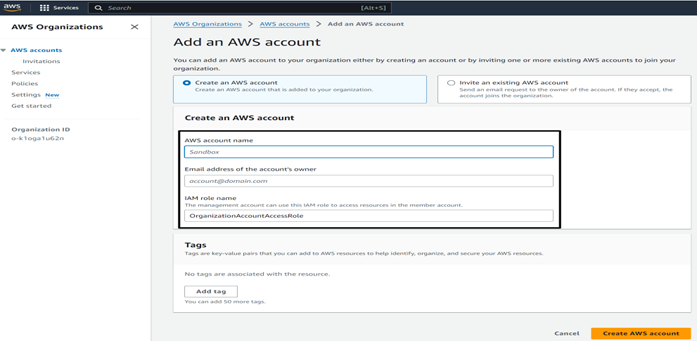 aws
Services
Search
[Alt+S]
AWS Organizations
AWS accounts
Invitations
Services
Policies
Settings New
Get started
Organization ID
o-k1oga1u62n
AWS Organizations > AWS accounts > Add an AWS account
Add an AWS account
You can add an AWS account to your organization either by creating an account or by inviting one or more existing AWS accounts to join your
organization.
Create an AWS account
Create an AWS account that is added to your organization.
Invite an existing AWS account
Send an email request to the owner of the account. If they accept, the
account joins the organization.
Create an AWS account
AWS account name
Sandbox
Email address of the account's owner
account@domain.com
IAM role name
The management account can use this IAM role to access resources in the member account.
OrganizationAccountAccessRole
Tags
Tags are key-value pairs that you can add to AWS resources to help identify, organize, and secure your AWS resources.
No tags are associated with the resource.
Add tag
You can add 50 more tags.
Cancel
Create AWS account